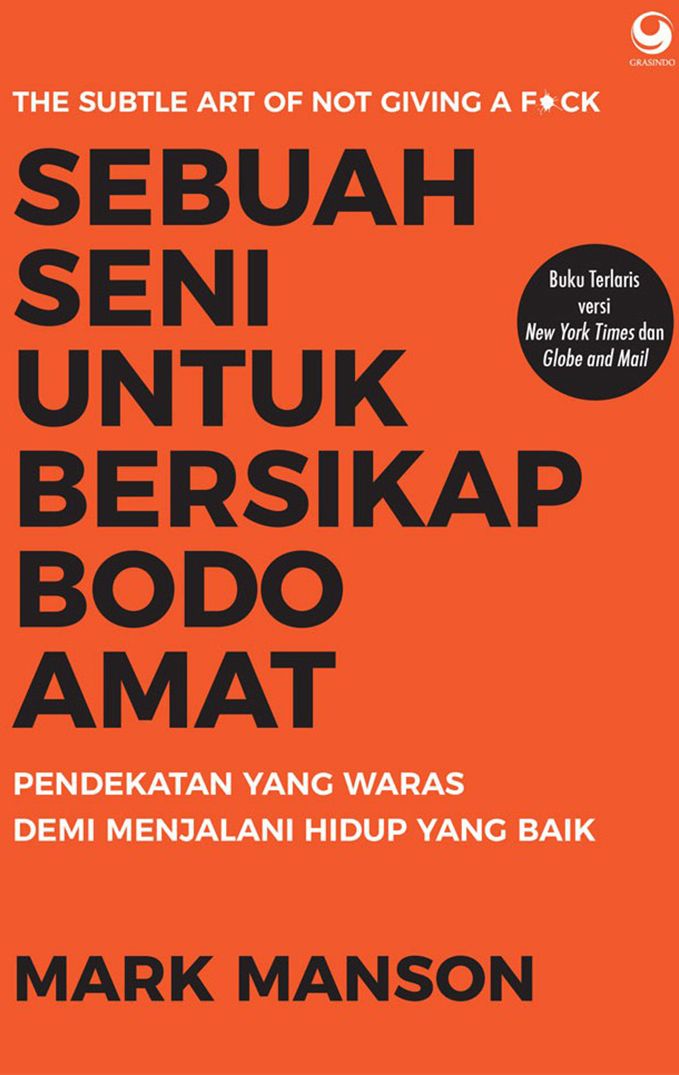 GRASINDO
THE SUBTLE ART OF NOT GIVING A F*CK
SEBUAH
SENI
UNTUK
BERSIKAP
BODO
AMAT
Buku Terlaris
versi
New York Times dan
Globe and Mail
PENDEKATAN YANG WARAS
DEMI MENJALANI HIDUP YANG BAIK
MARK MANSON